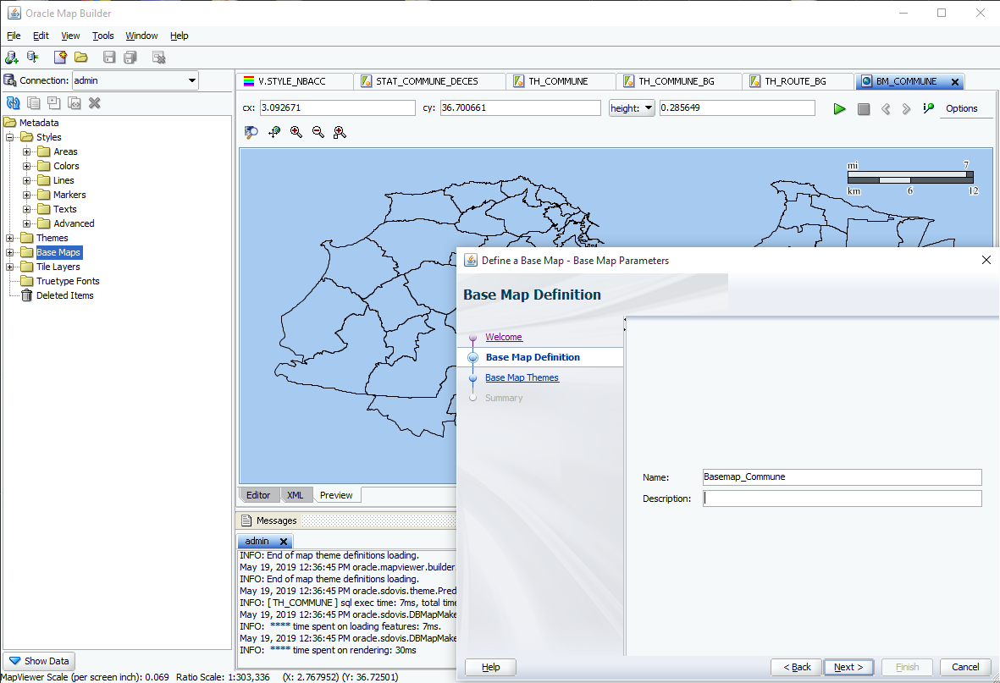 Oracle Map Builder
File Edit View Tools Window Help
Connection: admin
V.STYLE_NBACC STAT_COMMUNE_DECES TH_COMMUNE TH_COMMUNE_BG TH_ROUTE_BG BM_COMMUNE
cx: 3.092671 cy: 36.700661 height: 0.285649 Options
Metadata
Styles
Areas
Colors
Lines
Markers
Texts
Advanced
Themes
Base Maps
Tile Layers
Truetype Fonts
Deleted Items
mi 7
km 6 12
Define a Base Map - Base Map Parameters
Base Map Definition
Welcome
Base Map Definition
Base Map Themes
Summary
Name: Basemap_Commune
Description:
Help < Back Next > Finish Cancel
Editor XML Preview
Messages
admin
INFO: End of map theme definitions loading.
May 19, 2019 12:36:45 PM oracle.mapviewer.builder
INFO: End of map theme definitions loading.
May 19, 2019 12:36:45 PM oracle.sdovis.theme.Pred
INFO: [ TH_COMMUNE ] sql exec time: 7ms, total time
May 19, 2019 12:36:45 PM oracle.sdovis.DBMapMake
INFO: **** time spent on loading features: 7ms.
May 19, 2019 12:36:45 PM oracle.sdovis.DBMapMake
INFO: **** time spent on rendering: 30ms
Show Data
MapViewer Scale (per screen inch): 0.069 Ratio Scale: 1:303,336 (X: 2.767952) (Y: 36.72501)